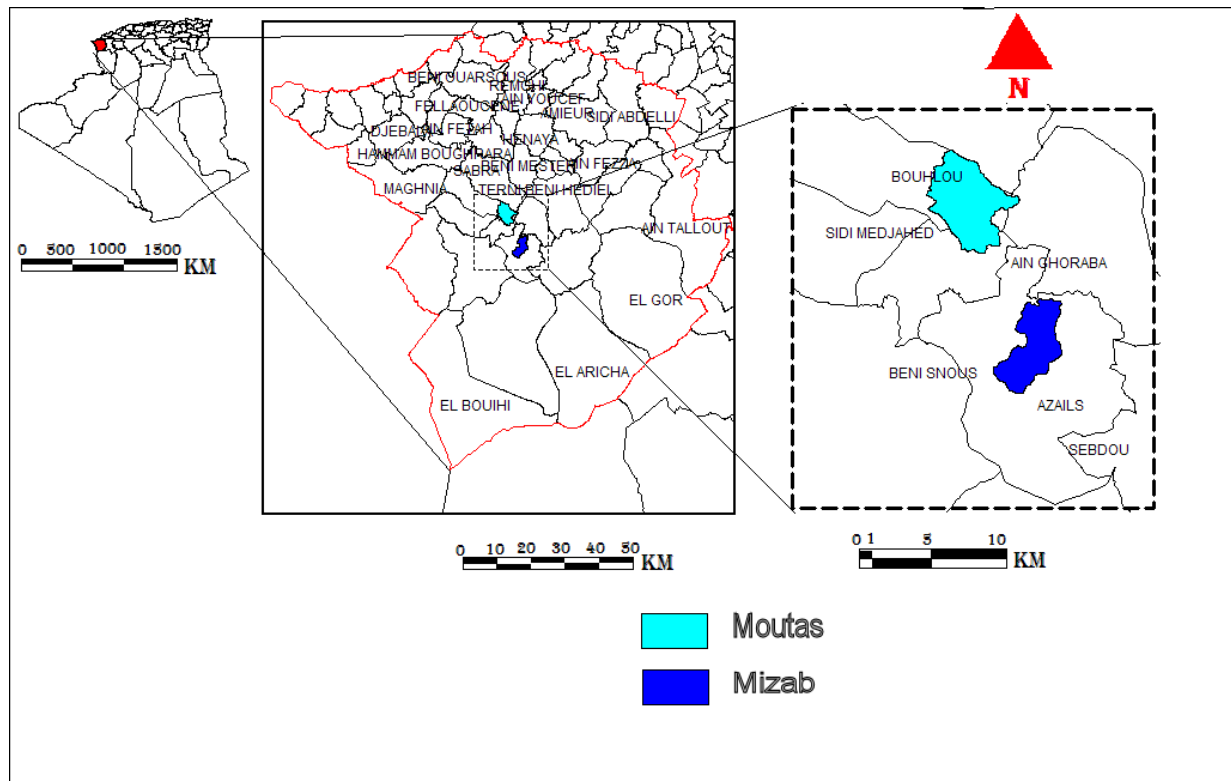 N
0 500 1000 1500
KM
BENI OUARSOUS
REMCHI
AIN YOUCEF
FELLAOUCENE
AMIEUR
SIDI ABDELLI
DJEBALA
AIN FETAH
HENAYA
HAMMAM BOUGHRARA
BENI MESTER
AIN FEZZA
SABRA
MAGHNIA
TERNI BENI HEDIEL
AIN TALLOUT
EL GOR
EL ARICHA
EL BOUIHI
0 10 20 30 40 50
KM
BOUHLOU
SIDI MEDJAHED
AIN GHORABA
BENI SNOUS
AZAILS
SEBDOU
0 1 5 10
KM
Moutas
Mizab